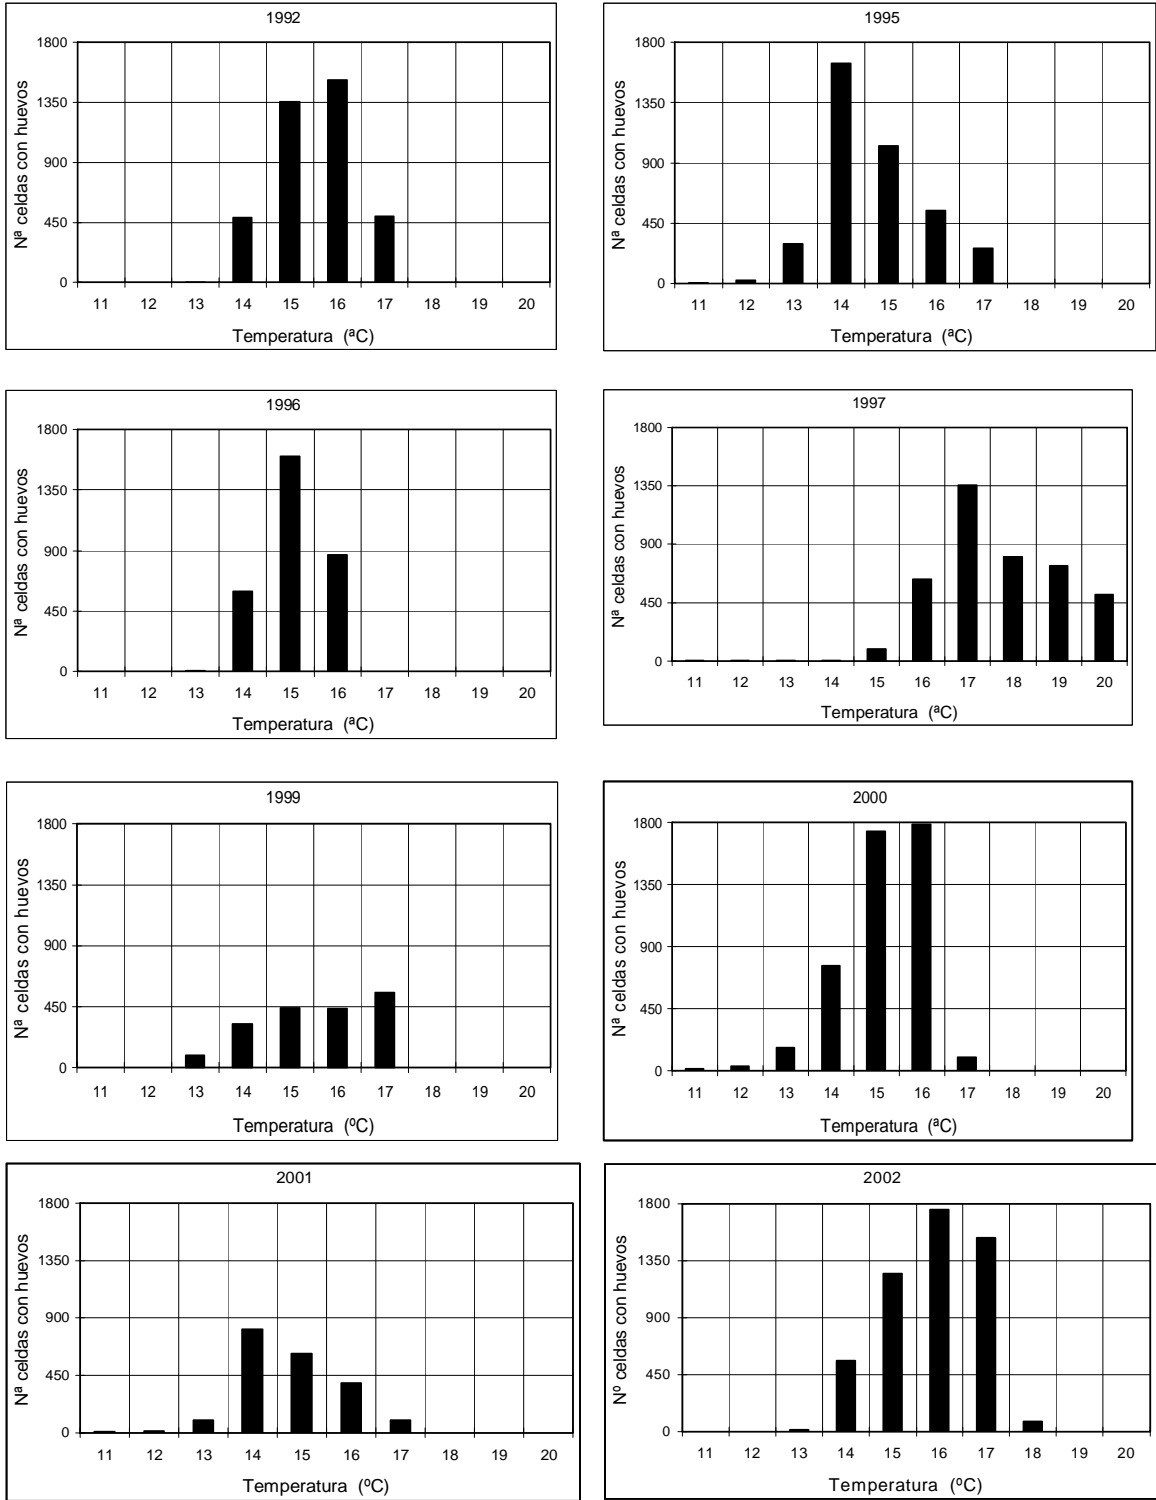 1992
Nª celdas con huevos
1800
1350
900
450
0
11 12 13 14 15 16 17 18 19 20
Temperatura (ªC)
1995
Nª celdas con huevos
1800
1350
900
450
0
11 12 13 14 15 16 17 18 19 20
Temperatura (ªC)
1996
Nª celdas con huevos
1800
1350
900
450
0
11 12 13 14 15 16 17 18 19 20
Temperatura (ªC)
1997
Nª celdas con huevos
1800
1350
900
450
0
11 12 13 14 15 16 17 18 19 20
Temperatura (ªC)
1999
Nª celdas con huevos
1800
1350
900
450
0
11 12 13 14 15 16 17 18 19 20
Temperatura (ºC)
2000
Nª celdas con huevos
1800
1350
900
450
0
11 12 13 14 15 16 17 18 19 20
Temperatura (ªC)
2001
Nª celdas con huevos
1800
1350
900
450
0
11 12 13 14 15 16 17 18 19 20
Temperatura (ºC)
2002
Nº celdas con huevos
1800
1350
900
450
0
11 12 13 14 15 16 17 18 19 20
Temperatura (ºC)